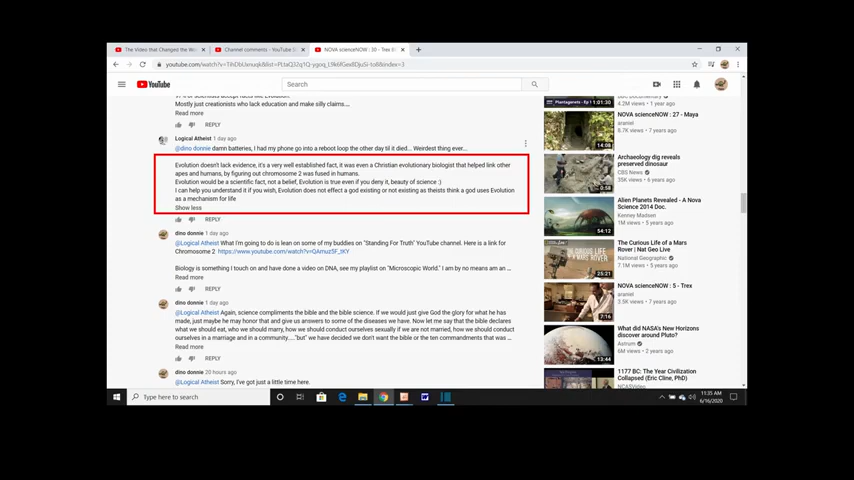 The Video that Changed the Wo
Channel comments - YouTube S
NOVA scienceNOW : 30 - Trex B
YouTube
Search
Mostly just creationists who lack education and make silly claims....
Read more
REPLY
Logical Atheist 1 day ago
@dino donnie damn batteries, I had my phone go into a reboot loop the other day til it died... Weirdest thing ever...
Evolution doesn't lack evidence, it's a very well established fact, it was even a Christian evolutionary biologist that helped link other
apes and humans, by figuring out chromosome 2 was fused in humans.
Evolution would be a scientific fact, not a belief, Evolution is true even if you deny it, beauty of science :)
I can help you understand it if you wish, Evolution does not effect a god existing or not existing as theists think a god uses Evolution
as a mechanism for life
Show less
REPLY
dino donnie 1 day ago
@Logical Atheist What I'm going to do is lean on some of my buddies on "Standing For Truth" YouTube channel. Here is a link for
Chromosome 2
Biology is something I touch on and have done a video on DNA, see my playlist on "Microscopic World." I am by no means an ...
Read more
REPLY
dino donnie 1 day ago
@Logical Atheist Again, science compliments the bible and the bible science. If we would just give God the glory for what he has
made, just maybe he may honor that and give us answers to some of the diseases we have. Now let me say that the bible declares
what we should eat, who we should marry, how we should conduct ourselves sexually if we are not married, how we should conduct
ourselves in a marriage and in a community....."but" we have decided we don't want the bible or the ten commandments that was ...
Read more
REPLY
dino donnie 20 hours ago
@Logical Atheist Sorry, I've got just a little time here.
1:01:30
4.2M views • 1 year ago
14:08
NOVA scienceNOW : 27 - Maya
araniel
8.7K views • 7 years ago
0:58
Archaeology dig reveals
preserved dinosaur
CBS News
35K views • 6 years ago
54:12
Alien Planets Revealed - A
Nova Science 2014 Doc.
Kenney Madsen
1.1M views • 5 years ago
25:21
The Curious Life of a Mars
Rover | Nat Geo Live
National Geographic
7.1M views • 5 years ago
7:16
NOVA scienceNOW : 5 - Trex
araniel
3.5K views • 7 years ago
13:44
What did NASA's New Horizons
discover around Pluto?
Astrum
6M views • 2 years ago
1177 BC: The Year Civilization
Collapsed (Eric Cline, PhD)
NCASVideo
Type here to search
11:35 AM
6/16/2020